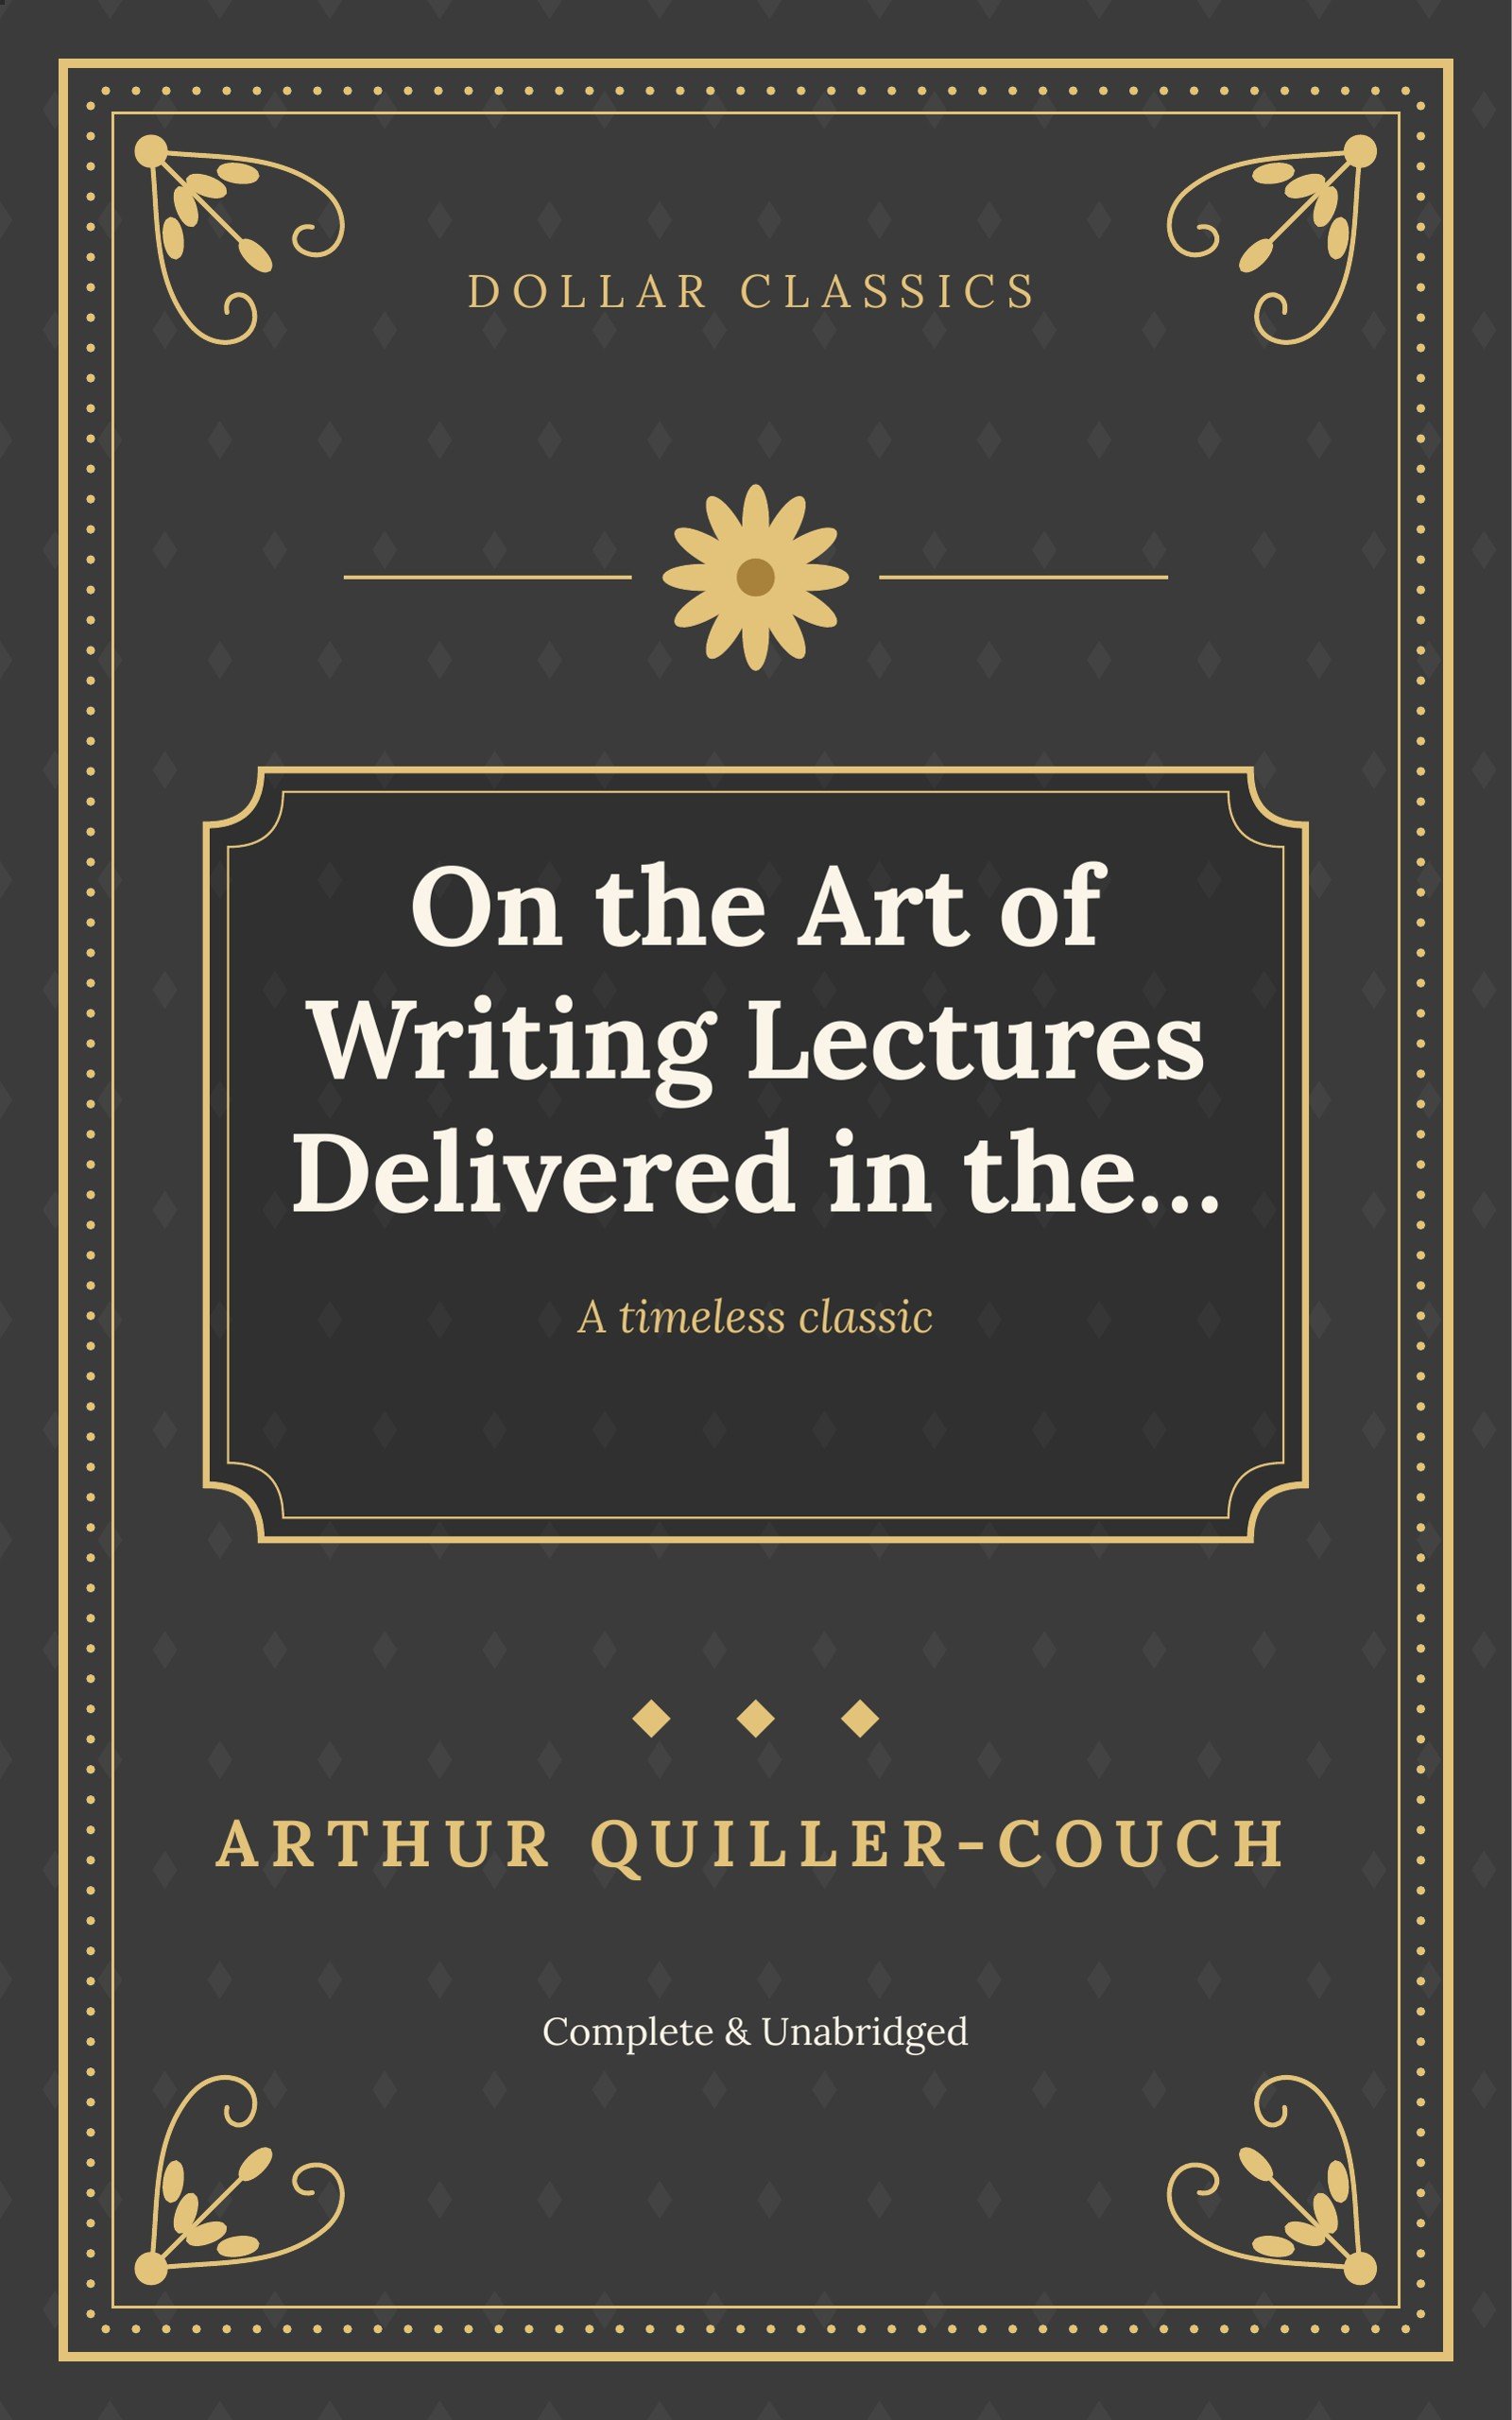 DOLLAR CLASSICS
On the Art of
Writing Lectures
Delivered in the...
A timeless classic
ARTHUR QUILLER-COUCH
Complete & Unabridged